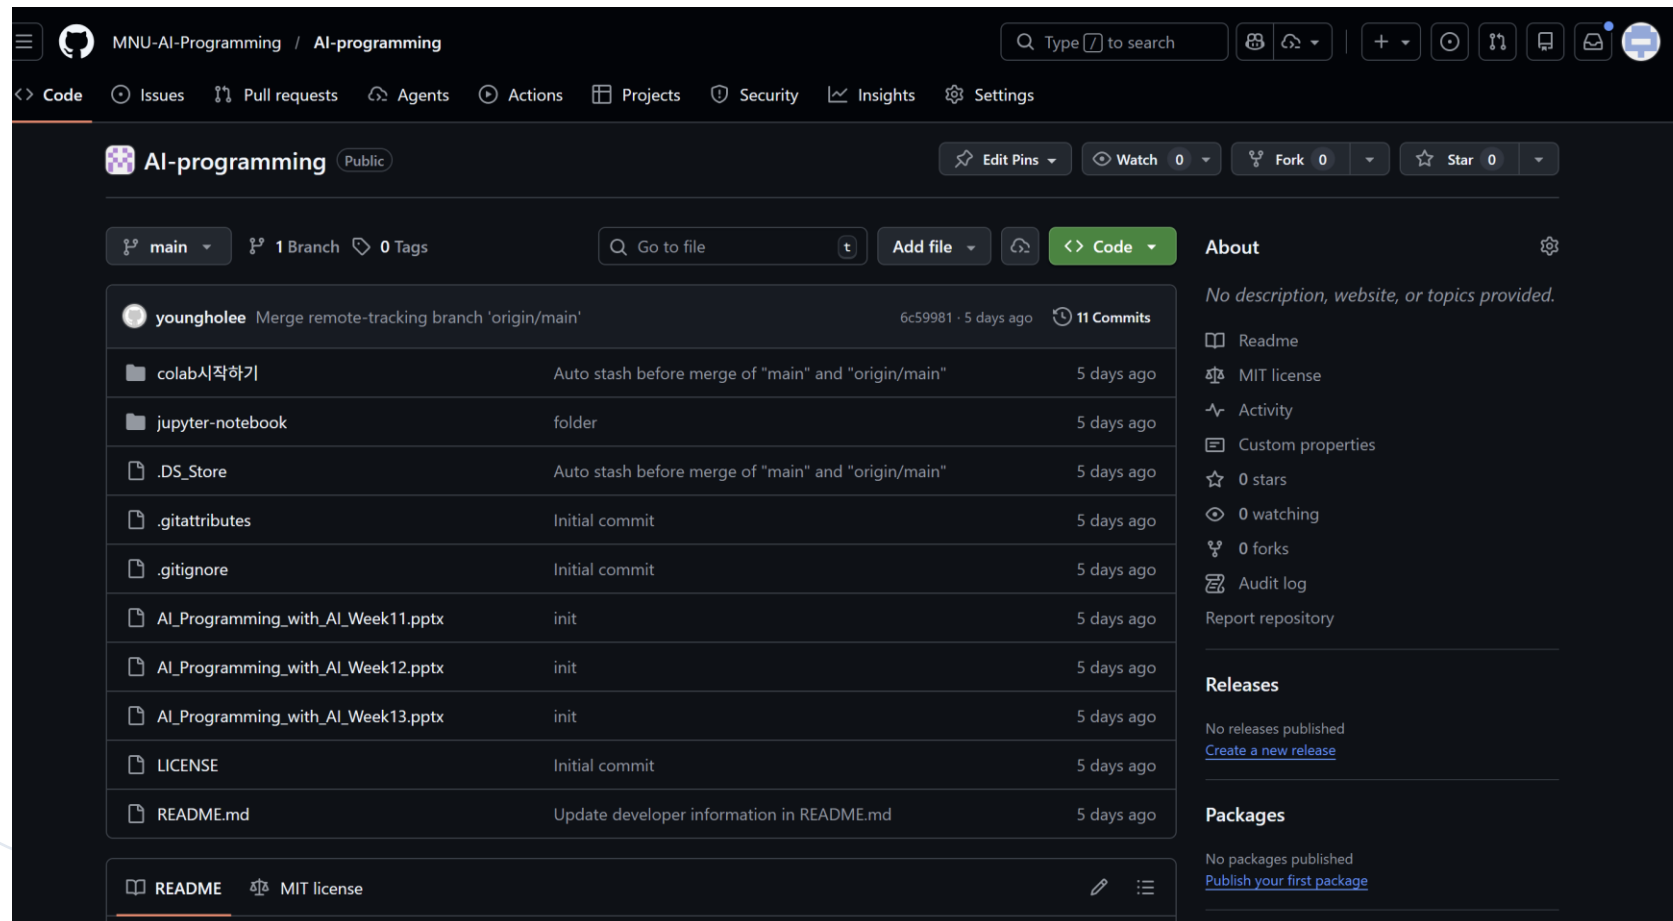 MNU-AI-Programming / AI-programming
Type / to search
Code Issues Pull requests Agents Actions Projects Security Insights Settings
AI-programming Public
Edit Pins Watch 0 Fork 0 Star 0
main 1 Branch 0 Tags
Go to file t Add file Code
youngholee Merge remote-tracking branch 'origin/main' 6c59981 · 5 days ago 11 Commits
colab시작하기 Auto stash before merge of "main" and "origin/main" 5 days ago
jupyter-notebook folder 5 days ago
.DS_Store Auto stash before merge of "main" and "origin/main" 5 days ago
.gitattributes Initial commit 5 days ago
.gitignore Initial commit 5 days ago
AI_Programming_with_AI_Week11.pptx init 5 days ago
AI_Programming_with_AI_Week12.pptx init 5 days ago
AI_Programming_with_AI_Week13.pptx init 5 days ago
LICENSE Initial commit 5 days ago
README.md Update developer information in README.md 5 days ago
README MIT license
About
No description, website, or topics provided.
Readme
MIT license
Activity
Custom properties
0 stars
0 watching
0 forks
Audit log
Report repository
Releases
No releases published
Create a new release
Packages
No packages published
Publish your first package